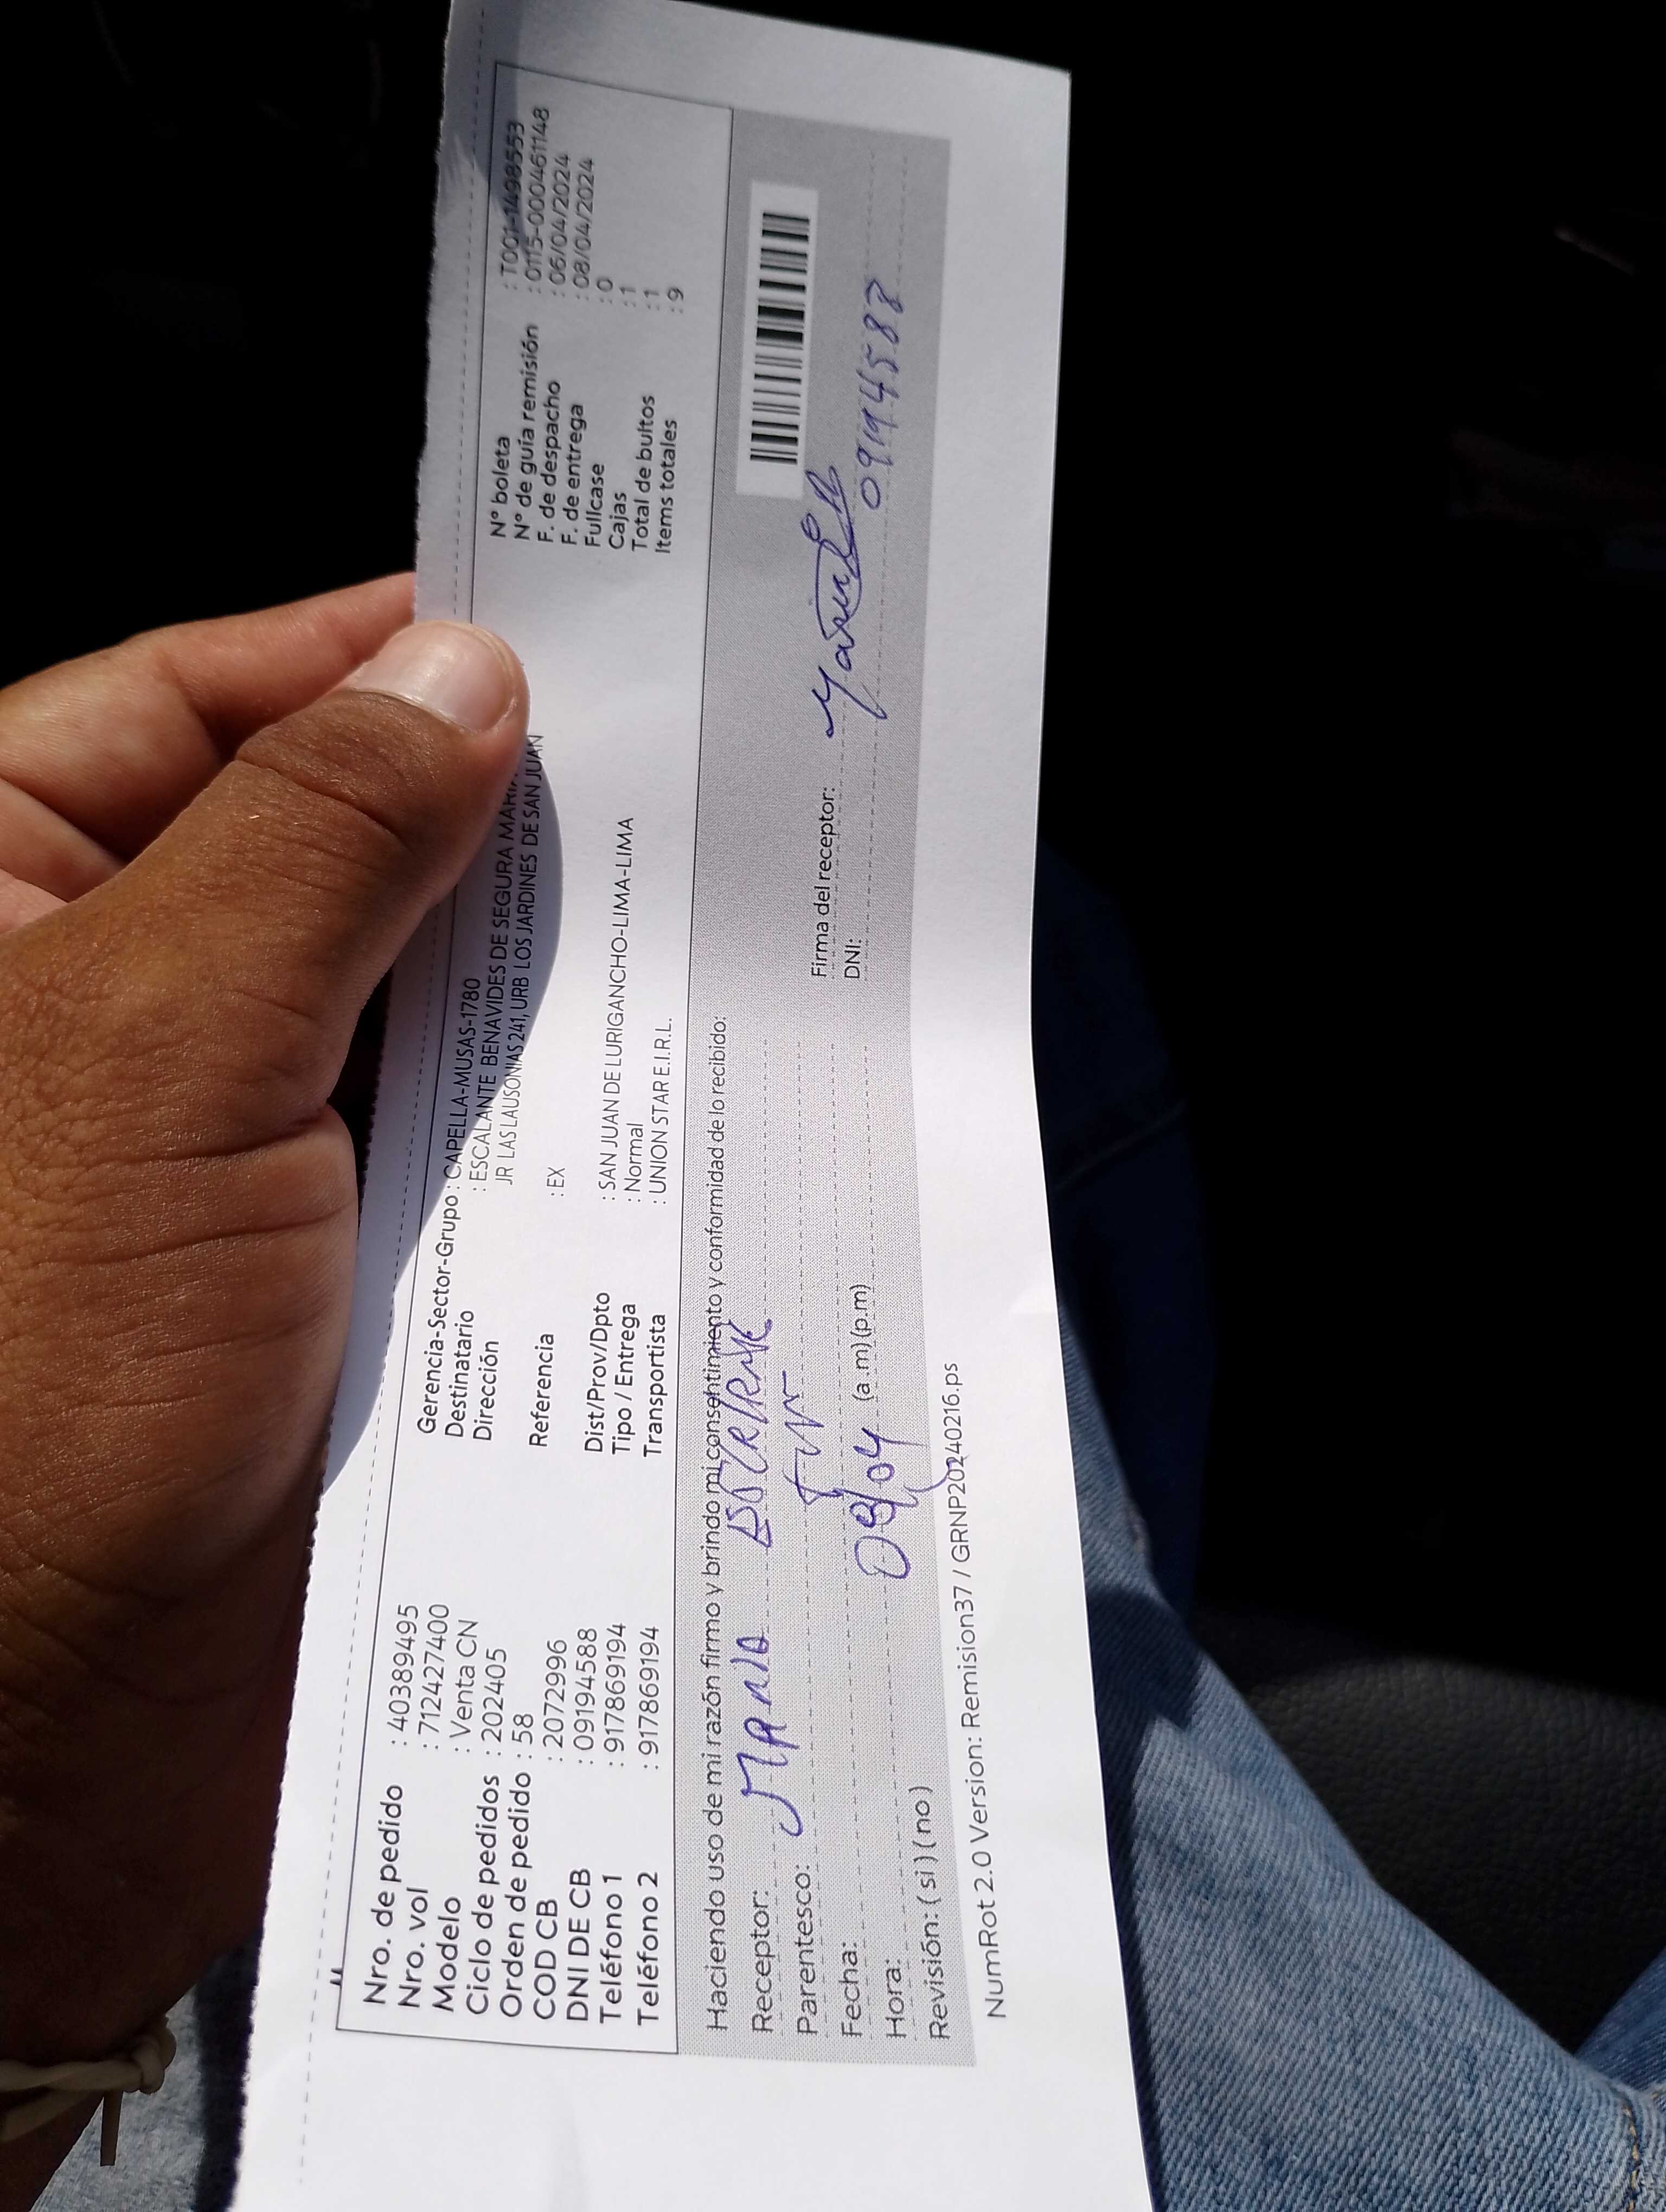 Nro. de pedido : 40389495
Nro. vol : 712427400
Modelo : Venta CN
Ciclo de pedidos : 202405
Orden de pedido : 58
COD CB : 2072996
DNI DE CB : 09194588
Teléfono 1 : 917869194
Teléfono 2 : 917869194
Gerencia-Sector-Grupo : CAPELLA-MUSAS-1780
Destinatario : ESCALANTE BENAVIDES DE SEGURA
Dirección JR LAS LAUSONIAS 241, URB LOS JARDINES DE SAN JUAN
Referencia : EX
Dist/Prov/Dpto : SAN JUAN DE LURIGANCHO-LIMA-LIMA
Tipo / Entrega : Normal
Transportista : UNION STAR E.I.R.L.
N° boleta : T001-1498553
N° de guía remisión : 0115-000461148
F. de despacho : 06/04/2024
F. de entrega : 08/04/2024
Fullcase : 0
Cajas : 1
Total de bultos : 1
Items totales : 9
Haciendo uso de mi razón firmo y brindo mi consentimiento y conformidad de lo recibido:
Receptor: MARIA
Parentesco:
Fecha: 08/04
Hora: (a.m) (p.m)
Revisión: ( si ) ( no )
Firma del receptor:
DNI: 09194588
NumRot 2.0 Version: Remision37 / GRNP20240216.ps